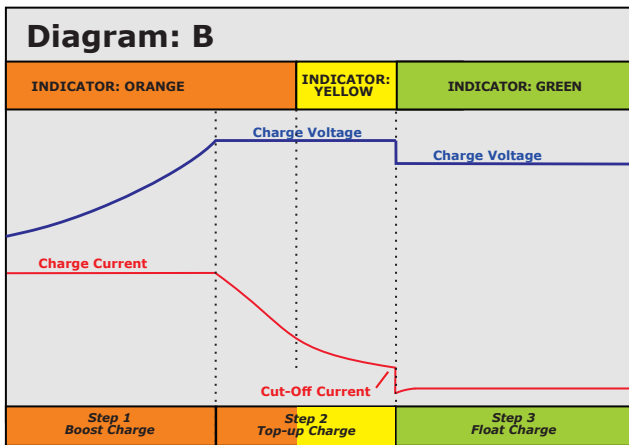 Diagram: B
INDICATOR: ORANGE
INDICATOR:
YELLOW
INDICATOR: GREEN
Charge Voltage
Charge Voltage
Charge Current
Cut-Off Current
Step 1
Boost Charge
Step 2
Top-up Charge
Step 3
Float Charge